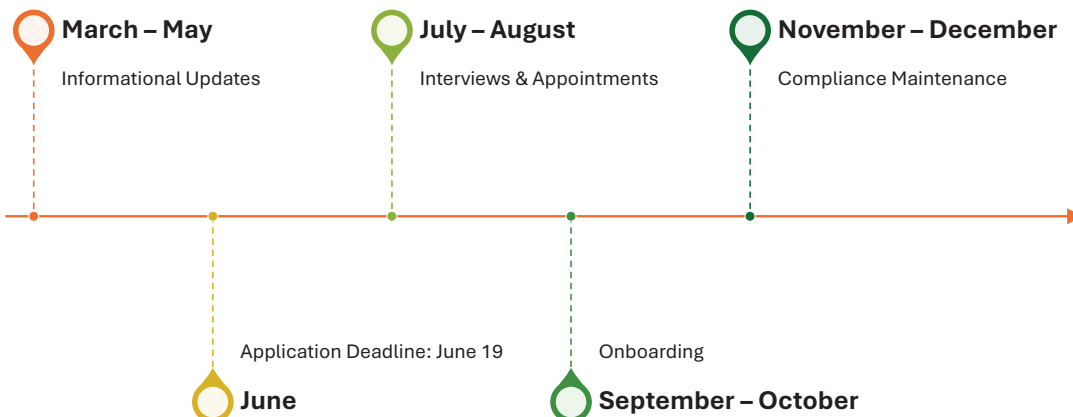 March – May
Informational Updates
July – August
Interviews & Appointments
November – December
Compliance Maintenance
Application Deadline: June 19
June
Onboarding
September – October